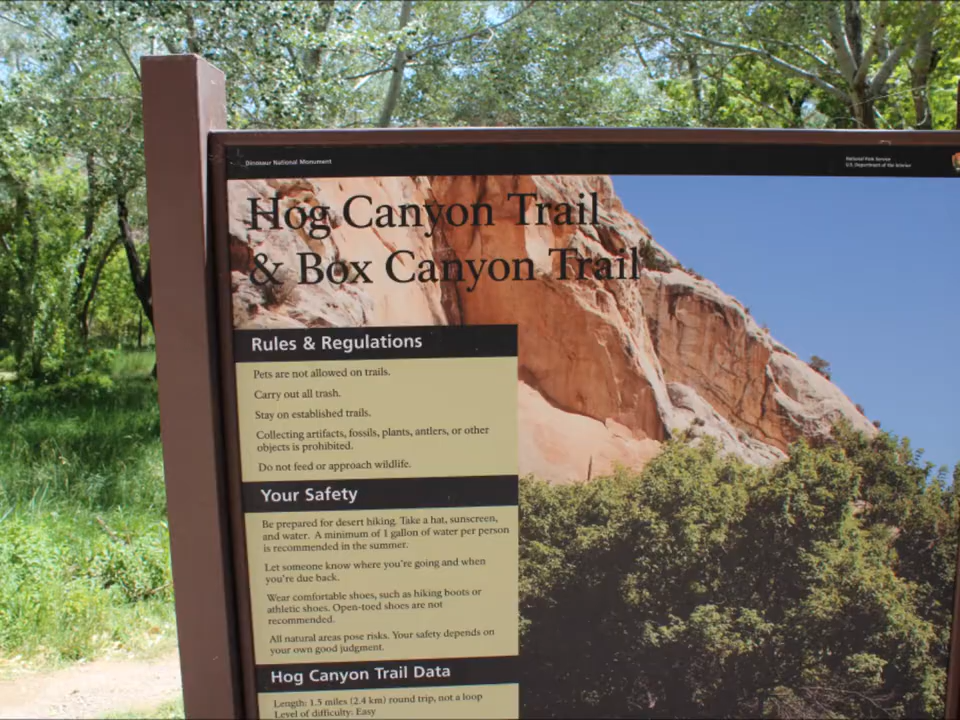 Dinosaur National Monument
National Park Service
U.S. Department of the Interior
Hog Canyon Trail
& Box Canyon Trail
Rules & Regulations
Pets are not allowed on trails.
Carry out all trash.
Stay on established trails.
Collecting artifacts, fossils, plants, antlers, or other
objects is prohibited.
Do not feed or approach wildlife.
Your Safety
Be prepared for desert hiking. Take a hat, sunscreen,
and water. A minimum of 1 gallon of water per person
is recommended in the summer.
Let someone know where you're going and when
you're due back.
Wear comfortable shoes, such as hiking boots or
athletic shoes. Open-toed shoes are not
recommended.
All natural areas pose risks. Your safety depends on
your own good judgment.
Hog Canyon Trail Data
Length: 1.5 miles (2.4 km) round trip, not a loop
Level of difficulty: Easy